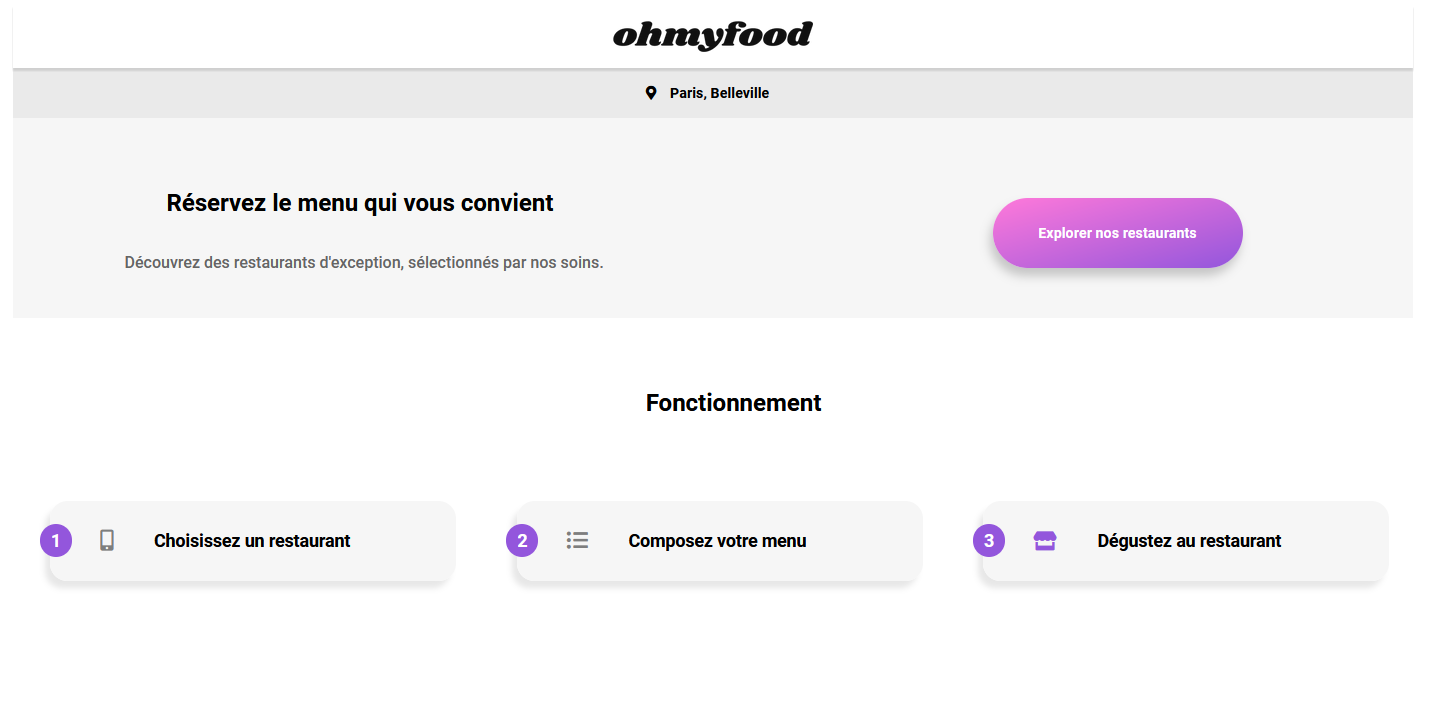 ohmyfood
Paris, Belleville
Réservez le menu qui vous convient
Découvrez des restaurants d'exception, sélectionnés par nos soins.
Explorer nos restaurants
Fonctionnement
1 Choisissez un restaurant
2 Composez votre menu
3 Dégustez au restaurant